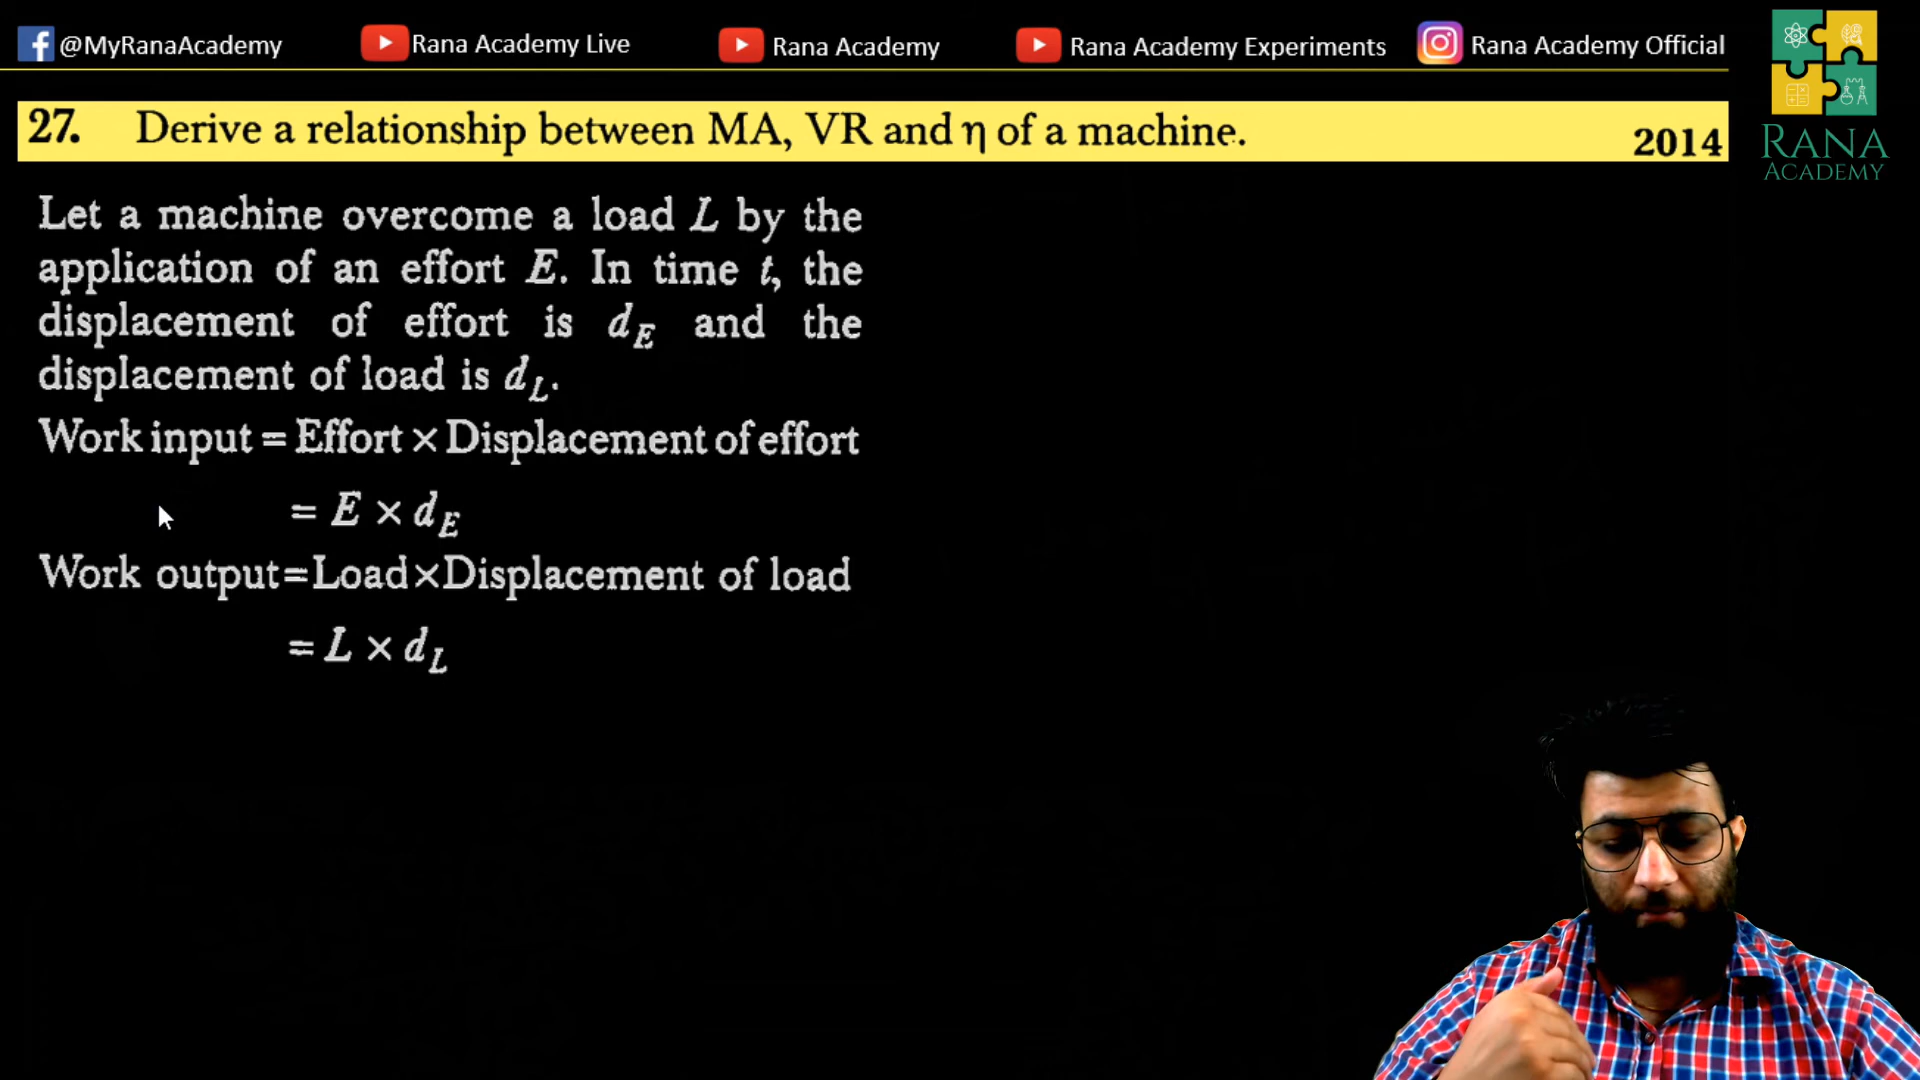 @MyRanaAcademy Rana Academy Live Rana Academy Rana Academy Experiments Rana Academy Official
RANA
ACADEMY
27. Derive a relationship between MA, VR and η of a machine. 2014
Let a machine overcome a load L by the
application of an effort E. In time t, the
displacement of effort is d_E and the
displacement of load is d_L.
Work input = Effort × Displacement of effort
= E × d_E
Work output=Load×Displacement of load
= L × d_L